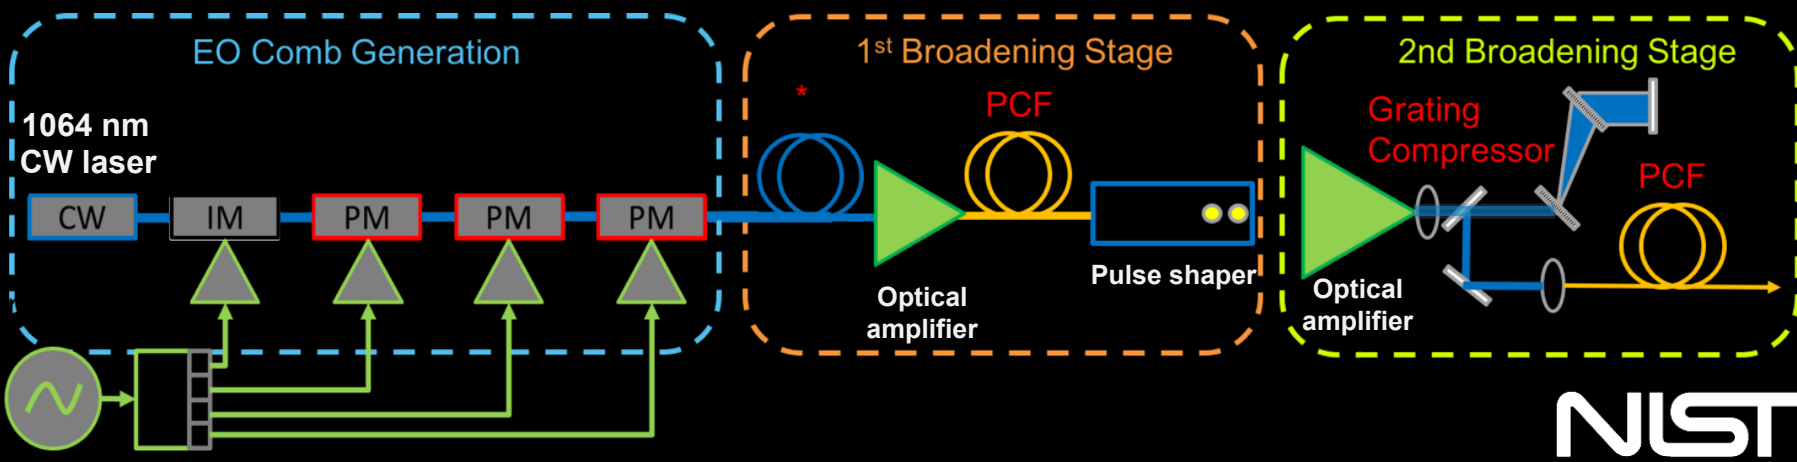 EO Comb Generation
1st Broadening Stage
2nd Broadening Stage
1064 nm
CW laser
*
PCF
Grating
Compressor
PCF
CW
IM
PM
PM
PM
Optical
amplifier
Pulse shaper
Optical
amplifier
NIST